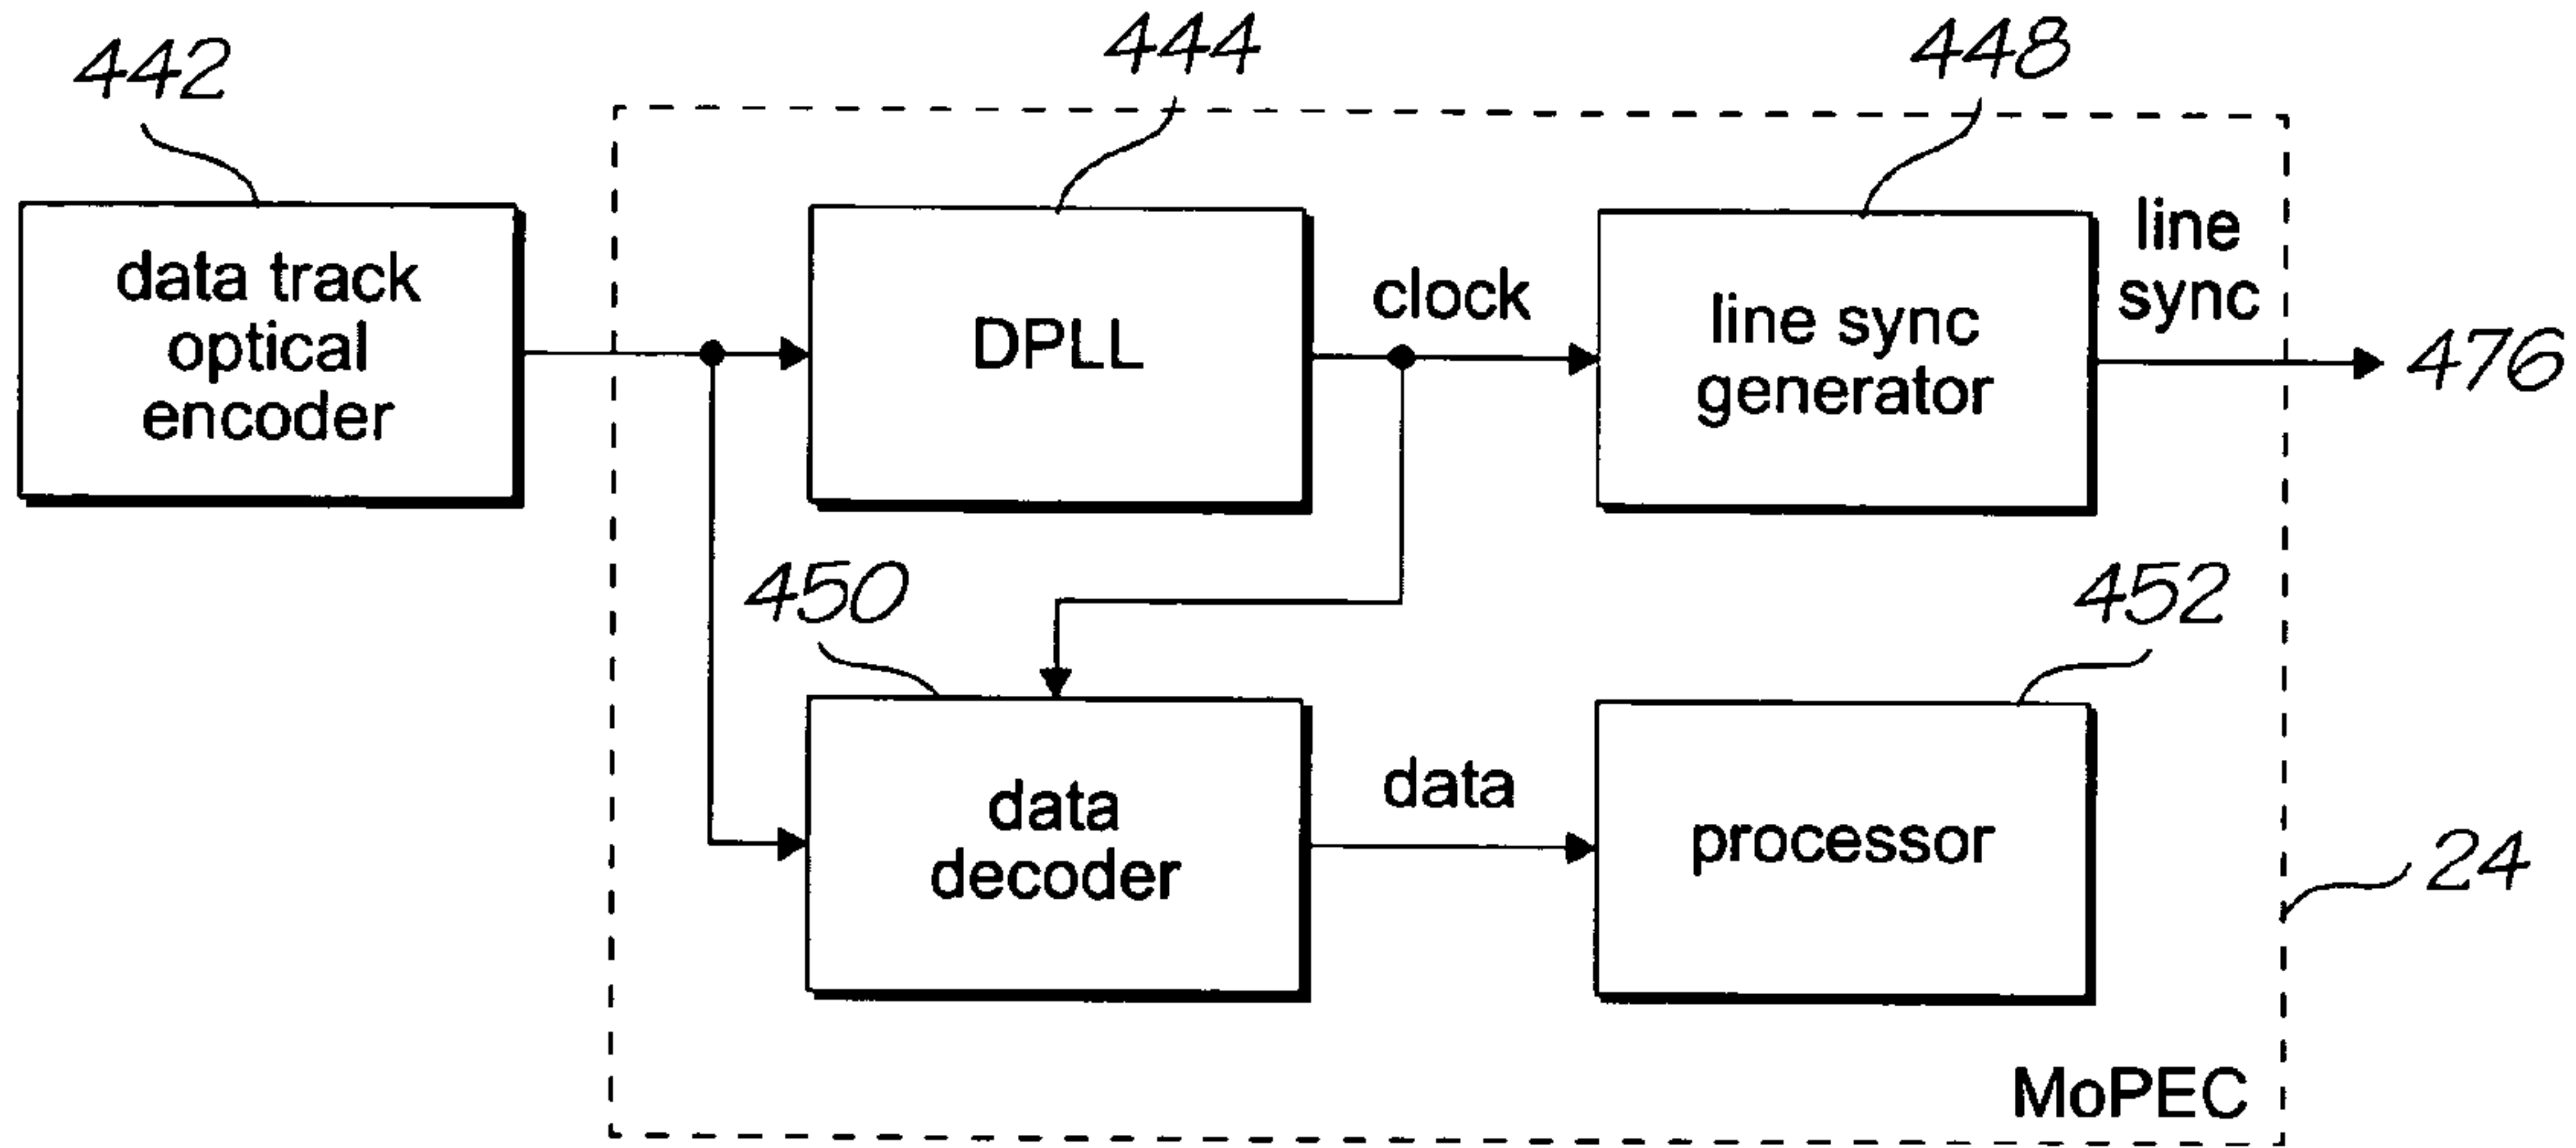 442
444
448
data track
optical
encoder
DPLL
clock
line sync
generator
line
sync
476
450
452
data
decoder
data
processor
24
MoPEC